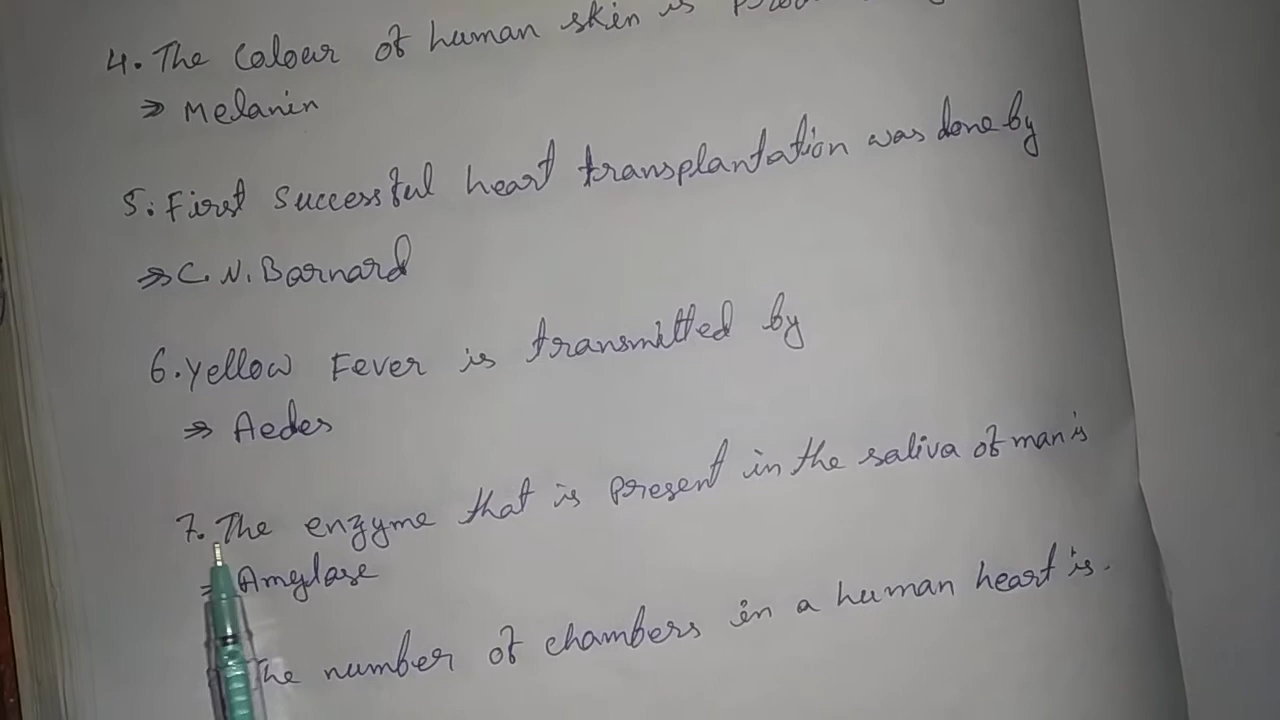 4. The Colour of human skin is
⇒ Melanin
5. First Successful heart transplantation was done by
⇒ C. N. Barnard
6. Yellow Fever is transmitted by
⇒ Aedes
7. The enzyme that is present in the saliva of man is
⇒ Amylase
The number of chambers in a human heart is.